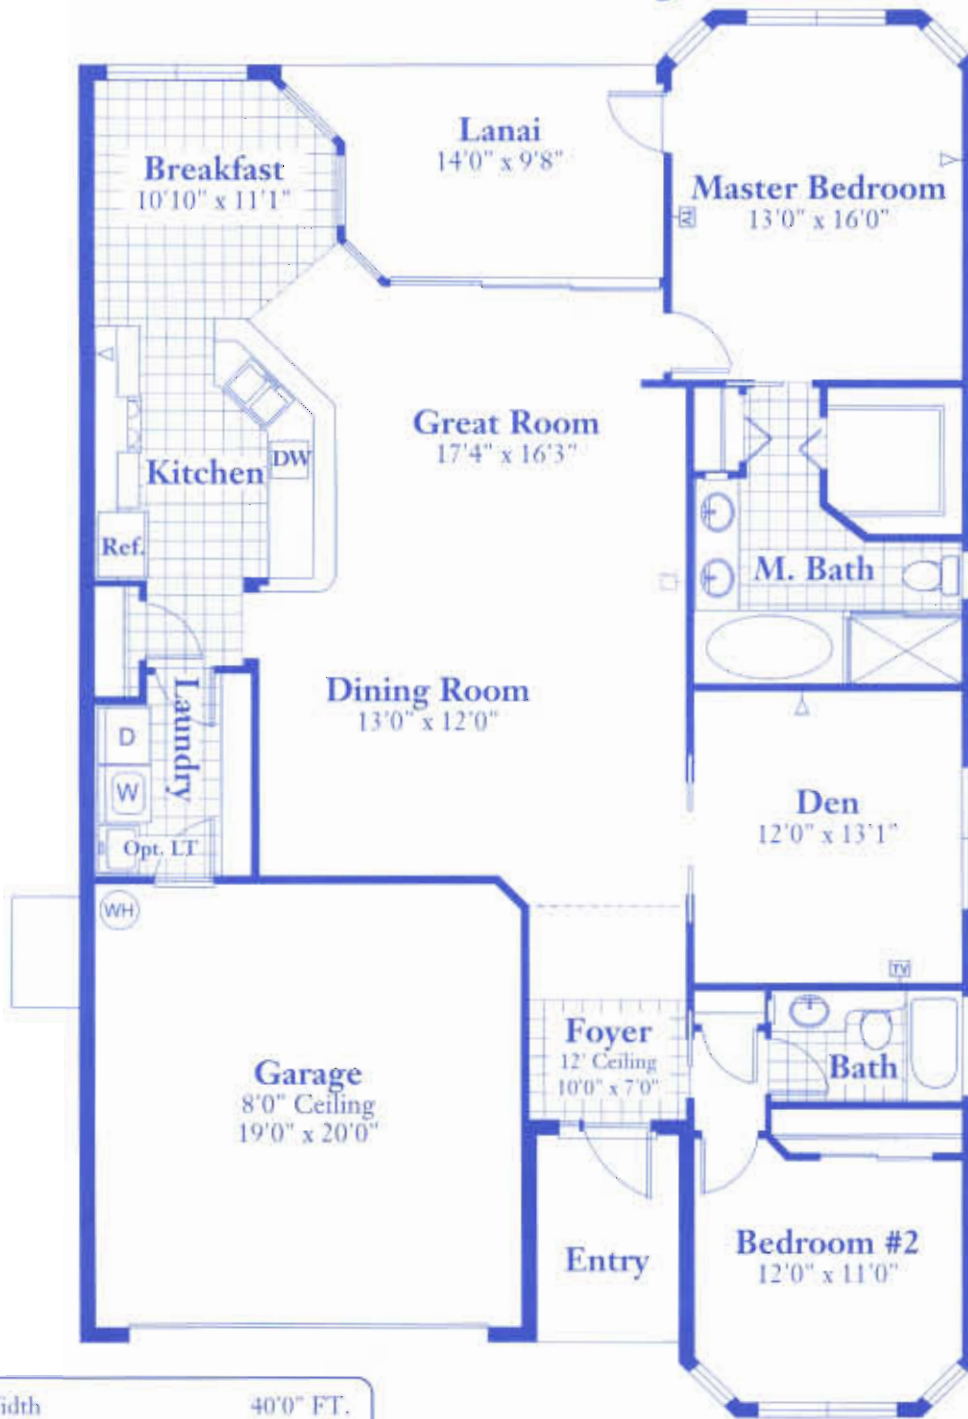 Lanai
14'0" x 9'8"
Breakfast
10'10" x 11'1"
Master Bedroom
13'0" x 16'0"
TV
Great Room
17'4" x 16'3"
Kitchen
DW
Ref.
M. Bath
Dining Room
13'0" x 12'0"
Laundry
D
W
Opt. LT
Den
12'0" x 13'1"
WH
TV
Foyer
12' Ceiling
10'0" x 7'0"
Bath
Garage
8'0" Ceiling
19'0" x 20'0"
Entry
Bedroom #2
12'0" x 11'0"
40'0" FT.